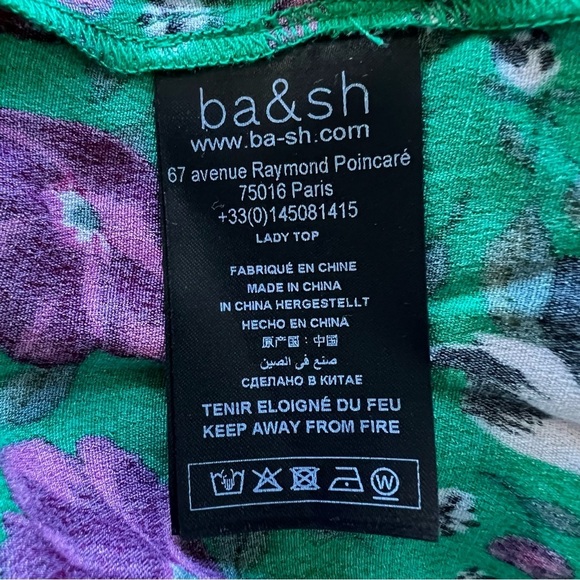 ba&sh
www.ba-sh.com
67 avenue Raymond Poincaré
75016 Paris
+33(0)145081415
LADY TOP
FABRIQUÉ EN CHINE
MADE IN CHINA
IN CHINA HERGESTELLT
HECHO EN CHINA
原产国：中国
صنع في الصين
СДЕЛАНО В КИТАЕ
TENIR ELOIGNÉ DU FEU
KEEP AWAY FROM FIRE
W